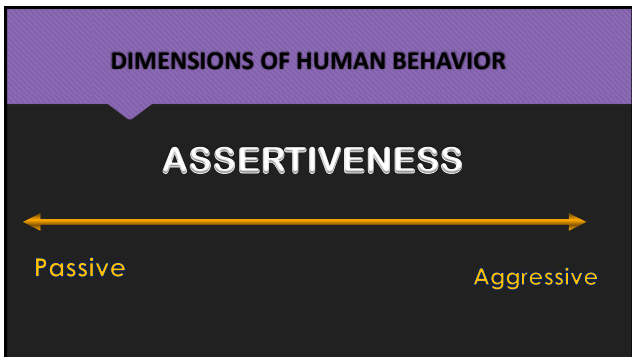 DIMENSIONS OF HUMAN BEHAVIOR
ASSERTIVENESS
Passive
Aggressive